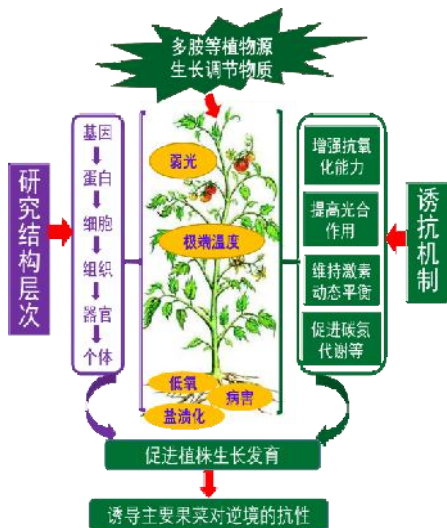 多胺等植物源
生长调节物质
研究结构层次
基因
蛋白
细胞
组织
器官
个体
弱光
极端温度
低氧
病害
盐渍化
增强抗氧
化能力
提高光合
作用
维持激素
动态平衡
促进碳氮
代谢等
诱抗机制
促进植株生长发育
诱导主要果菜对逆境的抗性